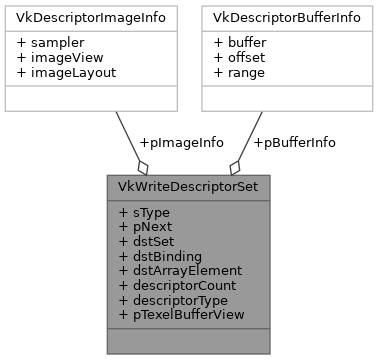 VkDescriptorImageInfo
+ sampler
+ imageView
+ imageLayout
VkDescriptorBufferInfo
+ buffer
+ offset
+ range
+pImageInfo
+pBufferInfo
VkWriteDescriptorSet
+ sType
+ pNext
+ dstSet
+ dstBinding
+ dstArrayElement
+ descriptorCount
+ descriptorType
+ pTexelBufferView